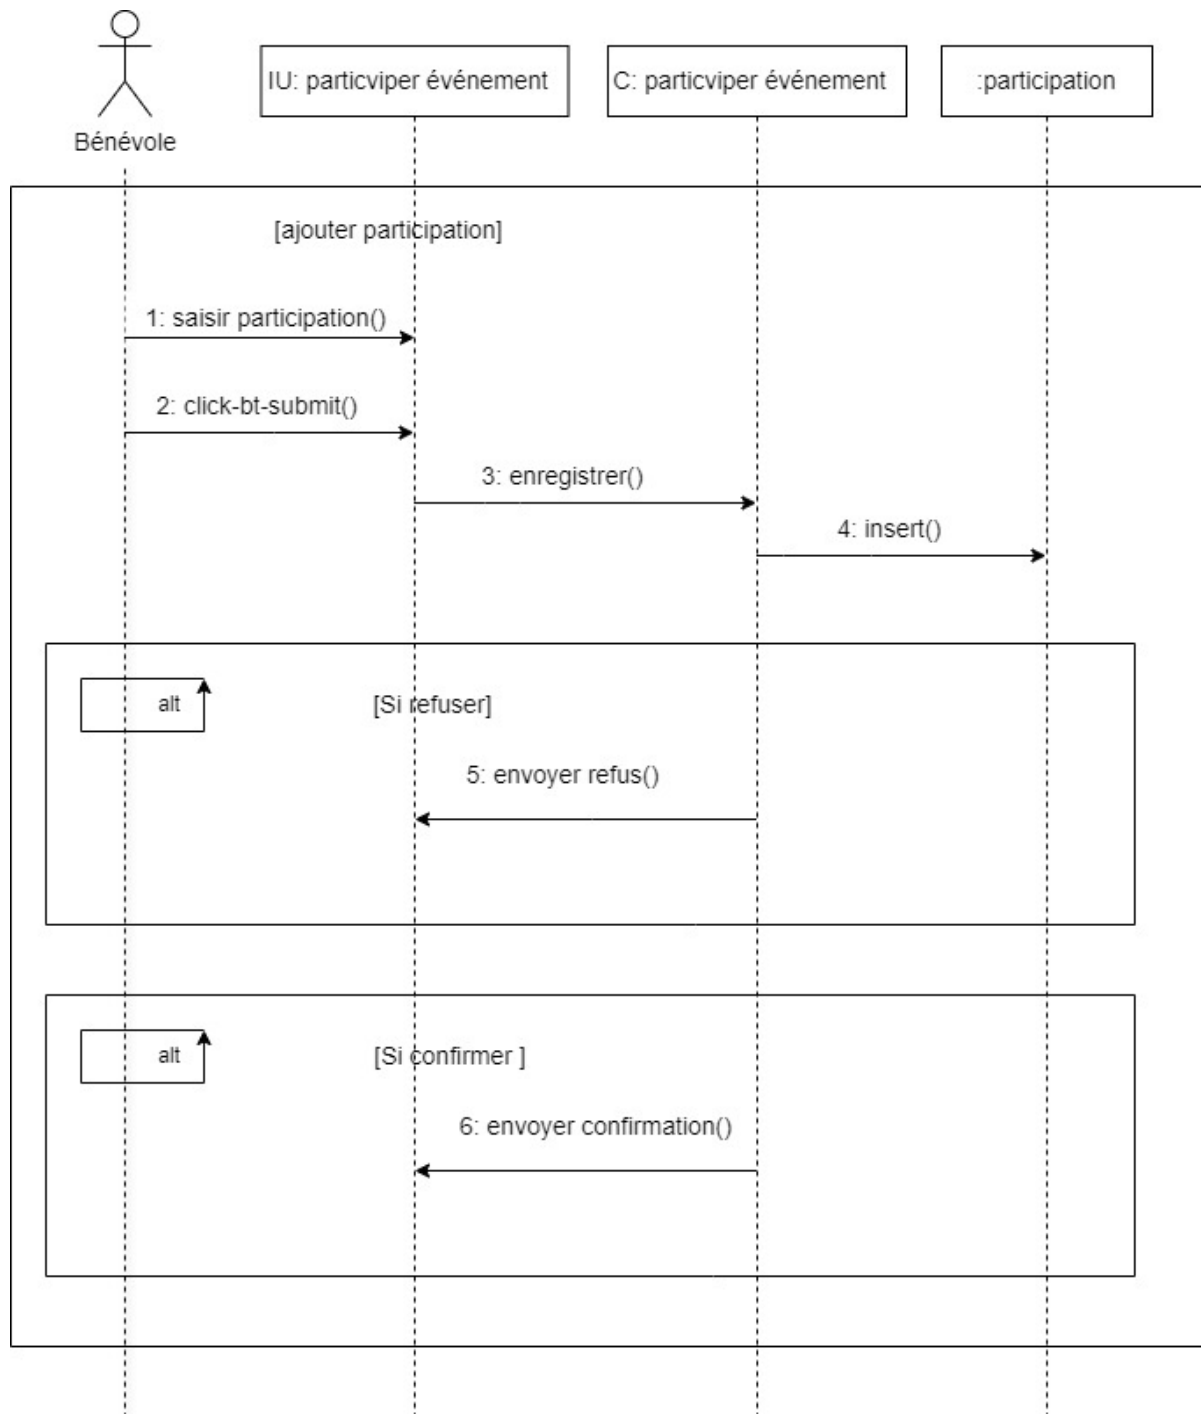 IU: particviper événement
C: particviper événement
:participation
Bénévole
[ajouter participation]
1: saisir participation()
2: click-bt-submit()
3: enregistrer()
4: insert()
alt
[Si refuser]
5: envoyer refus()
alt
[Si confirmer ]
6: envoyer confirmation()